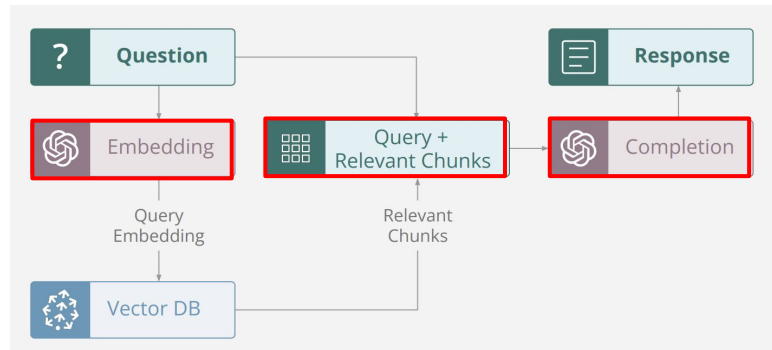 ? Question
Response
Embedding
Query +
Relevant Chunks
Completion
Query
Embedding
Relevant
Chunks
Vector DB